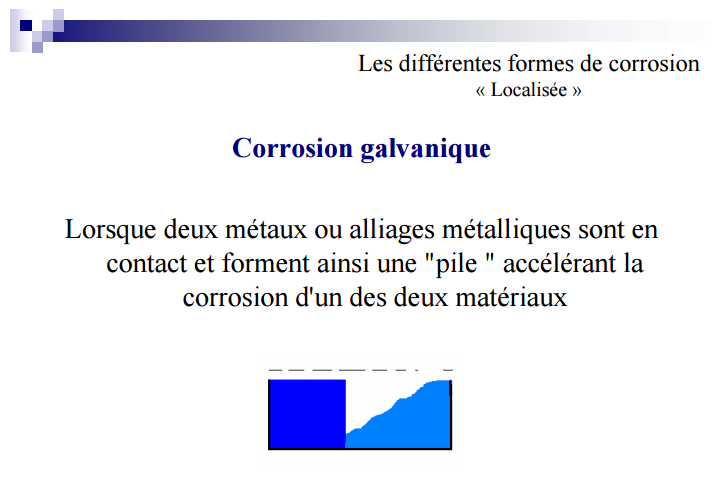 Les différentes formes de corrosion
« Localisée »
Corrosion galvanique
Lorsque deux métaux ou alliages métalliques sont en
contact et forment ainsi une "pile " accélérant la
corrosion d'un des deux matériaux